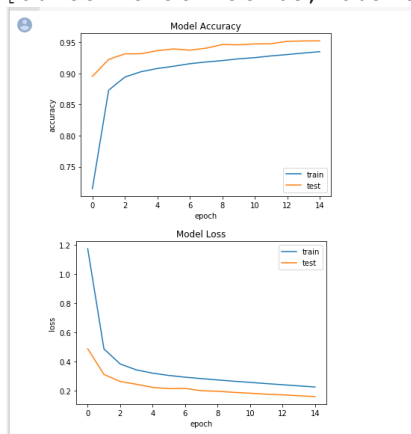 Model Accuracy
0.95
0.90
0.85
0.80
0.75
accuracy
train
test
0 2 4 6 8 10 12 14
epoch
Model Loss
1.2
1.0
0.8
0.6
0.4
0.2
loss
train
test
0 2 4 6 8 10 12 14
epoch